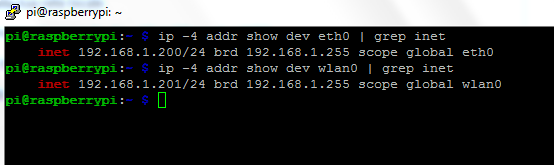 pi@raspberrypi: ~
pi@raspberrypi:~ $ ip -4 addr show dev eth0 | grep inet
    inet 192.168.1.200/24 brd 192.168.1.255 scope global eth0
pi@raspberrypi:~ $ ip -4 addr show dev wlan0 | grep inet
    inet 192.168.1.201/24 brd 192.168.1.255 scope global wlan0
pi@raspberrypi:~ $